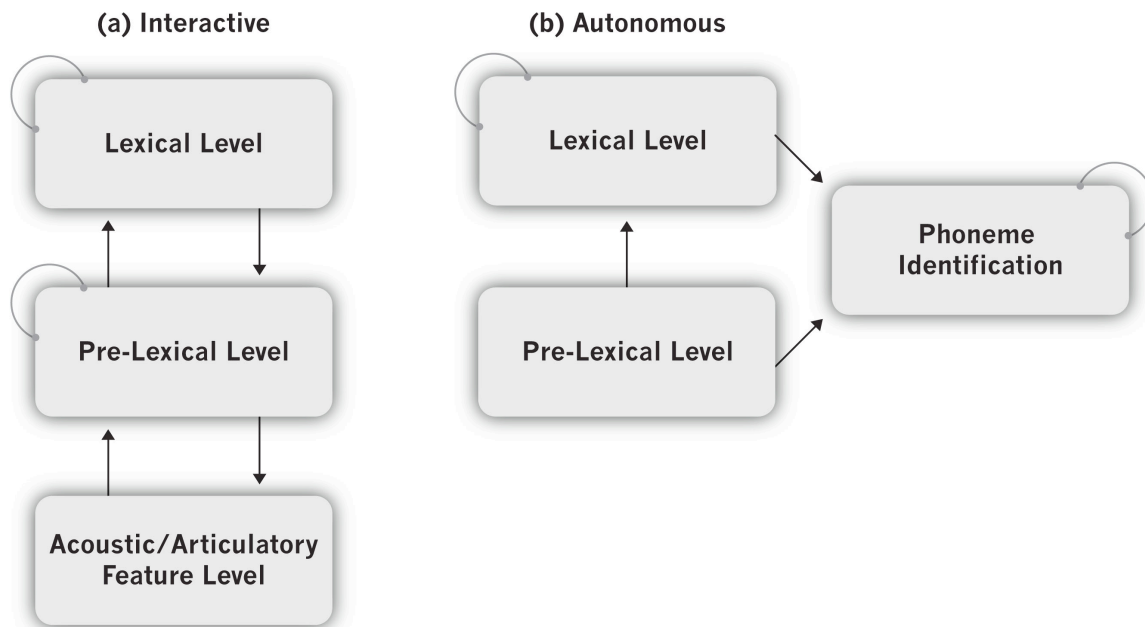 (a) Interactive
Lexical Level
Pre-Lexical Level
Acoustic/Articulatory
Feature Level
(b) Autonomous
Lexical Level
Pre-Lexical Level
Phoneme
Identification